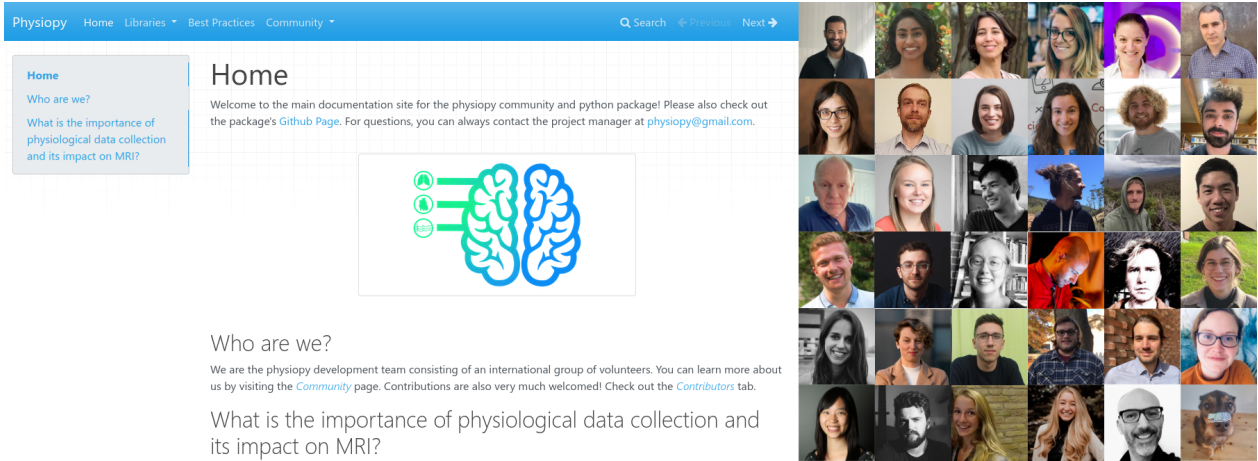 Physiopy Home Libraries Best Practices Community Search Previous Next
Home
Who are we?
What is the importance of
physiological data collection
and its impact on MRI?
Home
Welcome to the main documentation site for the physiopy community and python package! Please also check out
the package's Github Page. For questions, you can always contact the project manager at physiopy@gmail.com.
Who are we?
We are the physiopy development team consisting of an international group of volunteers. You can learn more about
us by visiting the Community page. Contributions are also very much welcomed! Check out the Contributors tab.
What is the importance of physiological data collection and
its impact on MRI?